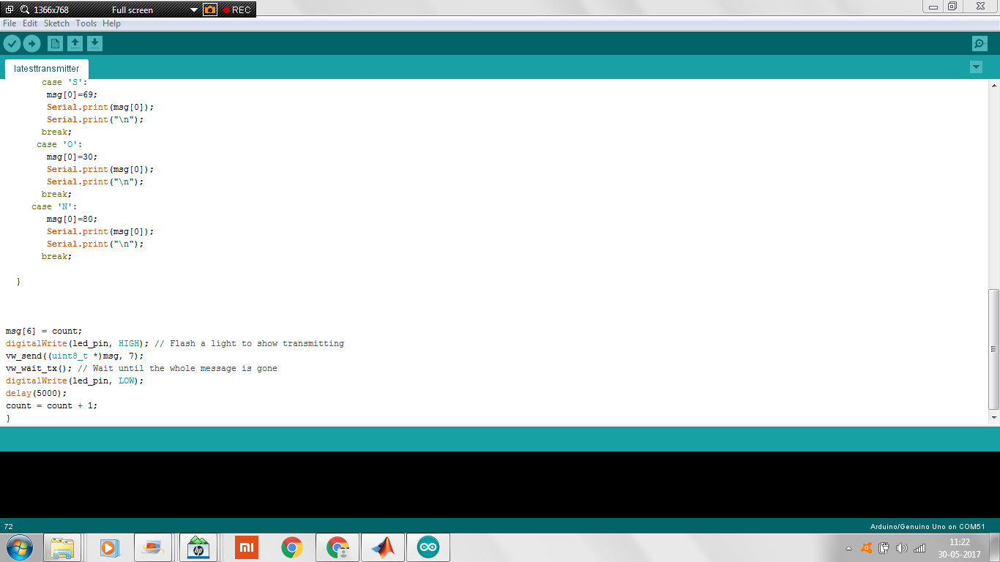 1366x768 Full screen REC
File Edit Sketch Tools Help
latesttransmitter
case 'S':
msg[0]=69;
Serial.print(msg[0]);
Serial.print("\n");
break;
case 'O':
msg[0]=30;
Serial.print(msg[0]);
Serial.print("\n");
break;
case 'N':
msg[0]=80;
Serial.print(msg[0]);
Serial.print("\n");
break;
}
msg[6] = count;
digitalWrite(led_pin, HIGH); // Flash a light to show transmitting
vw_send((uint8_t *)msg, 7);
vw_wait_tx(); // Wait until the whole message is gone
digitalWrite(led_pin, LOW);
delay(5000);
count = count + 1;
}
72 Arduino/Genuino Uno on COM51
hp
mi
11:22
30-05-2017